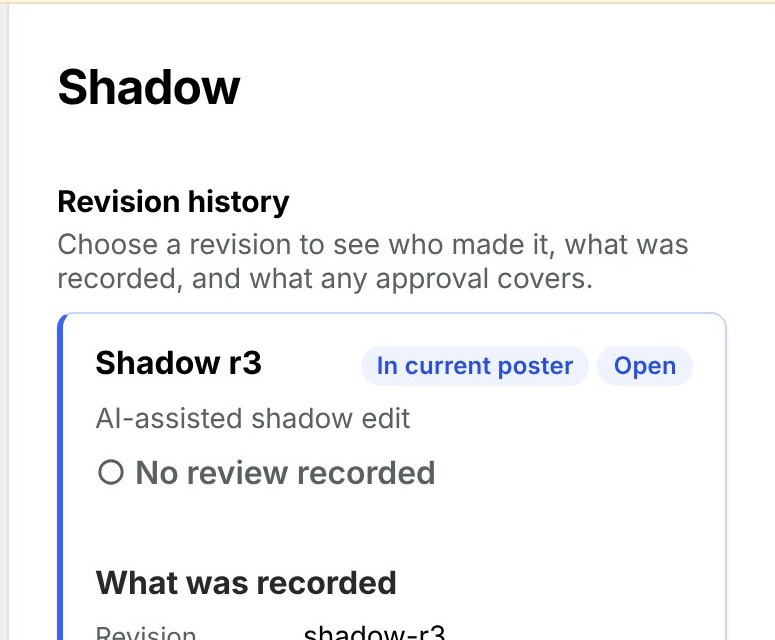 Shadow
Revision history
Choose a revision to see who made it, what was
recorded, and what any approval covers.
Shadow r3
In current poster
Open
AI-assisted shadow edit
No review recorded
What was recorded
Revision shadow-r3